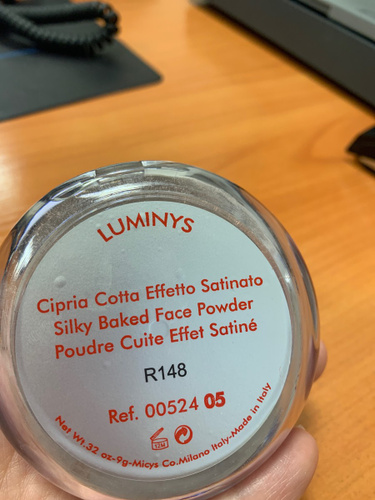 LUMINYS
Cipria Cotta Effetto Satinato
Silky Baked Face Powder
Poudre Cuite Effet Satiné
R148
Ref. 00524 05
12M
Net Wt.32 oz-9g-Micys Co.Milano Italy-Made in Italy